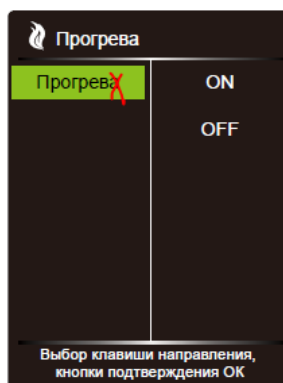 Прогрева
Прогрева
ON
OFF
Выбор клавиши направления,
кнопки подтверждения ОК